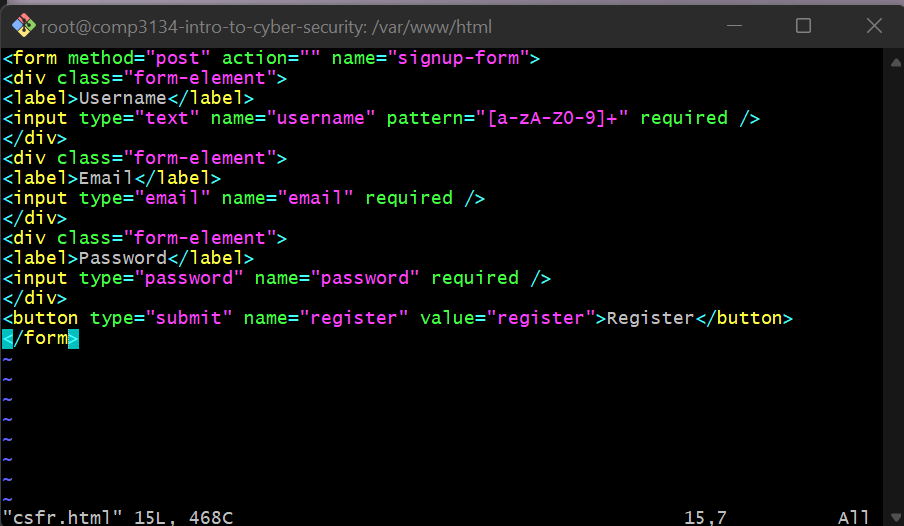 root@comp3134-intro-to-cyber-security: /var/www/html
<form method="post" action="" name="signup-form">
<div class="form-element">
<label>Username</label>
<input type="text" name="username" pattern="[a-zA-Z0-9]+" required />
</div>
<div class="form-element">
<label>Email</label>
<input type="email" name="email" required />
</div>
<div class="form-element">
<label>Password</label>
<input type="password" name="password" required />
</div>
<button type="submit" name="register" value="register">Register</button>
</form>
~
~
~
~
~
~
~
~
"csfr.html" 15L, 468C 15,7 All